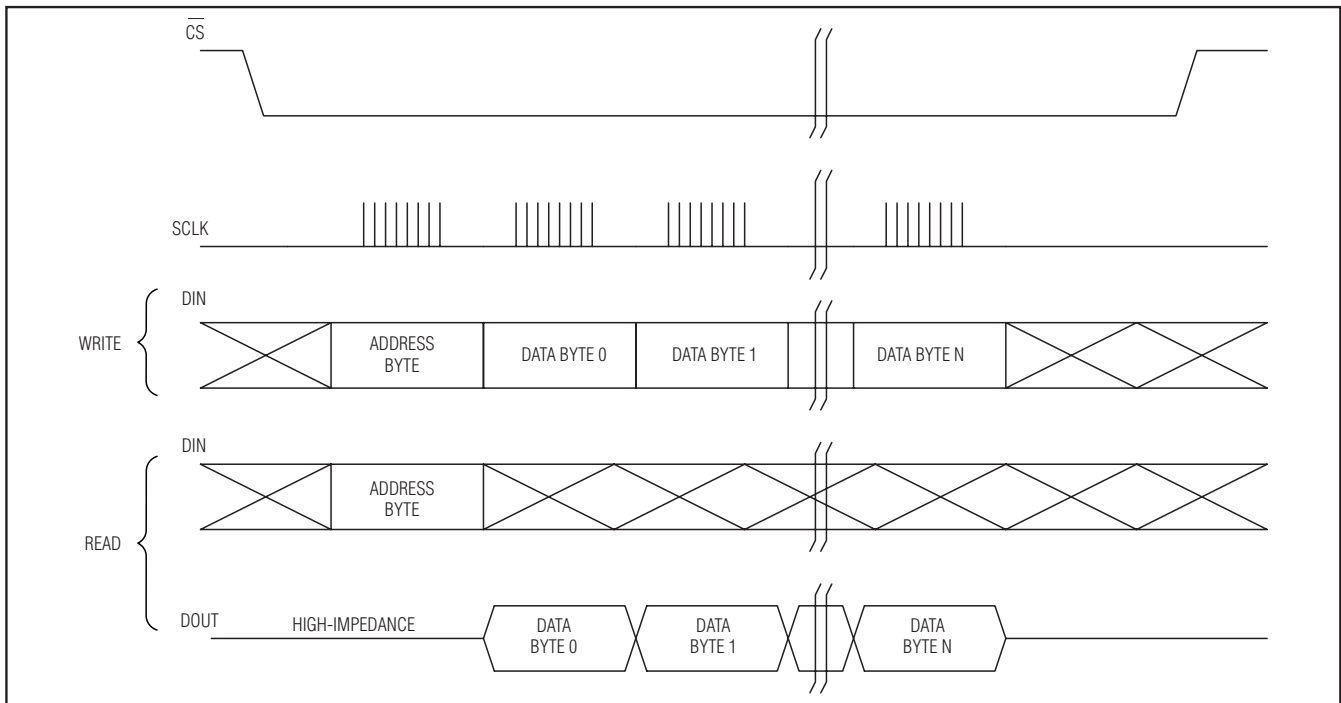 CS
SCLK
DIN
WRITE
ADDRESS
BYTE
DATA BYTE 0
DATA BYTE 1
DATA BYTE N
DIN
ADDRESS
BYTE
READ
DOUT
HIGH-IMPEDANCE
DATA
BYTE 0
DATA
BYTE 1
DATA
BYTE N